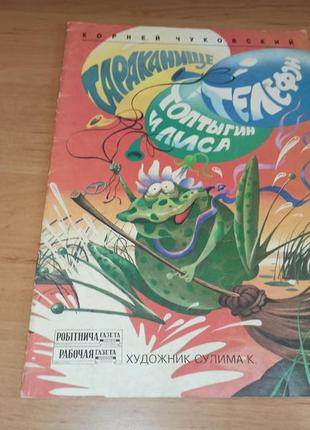 КОРНЕЙ ЧУКОВСКИЙ
ТАРАКАНИЩЕ
ТЕЛЕФОН
ТОПТЫГИН
И ЛИСА
РОБІТНИЧА ГАЗЕТА
РАБОЧАЯ ГАЗЕТА
ХУДОЖНИК СУЛИМА К.